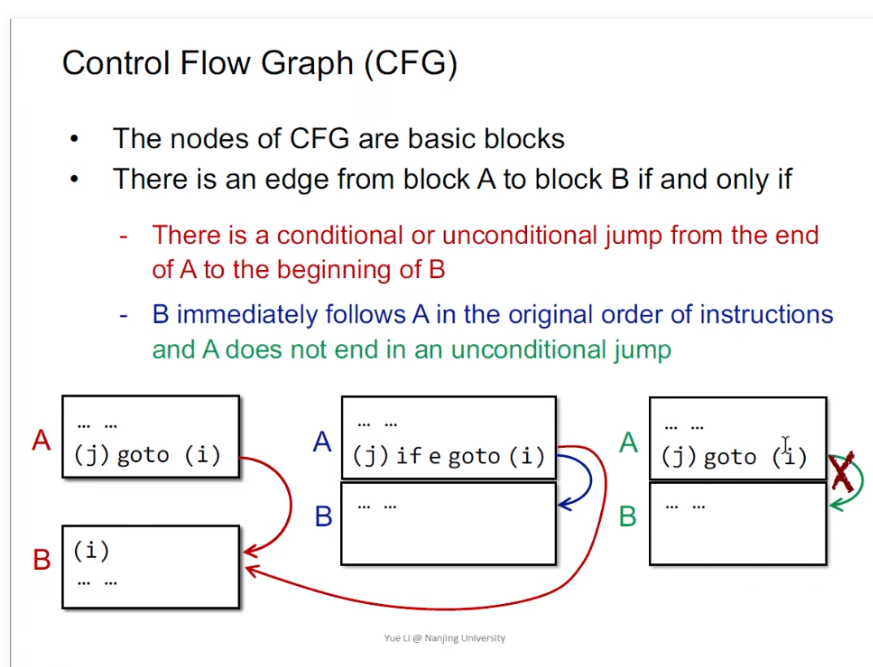 Control Flow Graph (CFG)
• The nodes of CFG are basic blocks
• There is an edge from block A to block B if and only if
- There is a conditional or unconditional jump from the end
of A to the beginning of B
- B immediately follows A in the original order of instructions
and A does not end in an unconditional jump
A
… …
(j) goto (i)
B
(i)
… …
A
… …
(j) if e goto (i)
B
… …
A
… …
(j) goto (i)
X
B
… …
Yue LI @ Nanjing University